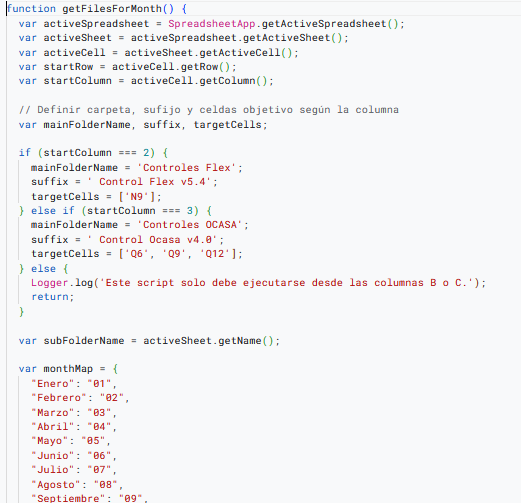 function getFilesForMonth() {
var activeSpreadsheet = SpreadsheetApp.getActiveSpreadsheet();
var activeSheet = activeSpreadsheet.getActiveSheet();
var activeCell = activeSheet.getActiveCell();
var startRow = activeCell.getRow();
var startColumn = activeCell.getColumn();
// Definir carpeta, sufijo y celdas objetivo según la columna
var mainFolderName, suffix, targetCells;
if (startColumn === 2) {
mainFolderName = 'Controles Flex';
suffix = ' Control Flex v5.4';
targetCells = ['N9'];
} else if (startColumn === 3) {
mainFolderName = 'Controles OCASA';
suffix = ' Control Ocasa v4.0';
targetCells = ['Q6', 'Q9', 'Q12'];
} else {
Logger.log('Este script solo debe ejecutarse desde las columnas B o C.');
return;
}
var subFolderName = activeSheet.getName();
var monthMap = {
"Enero": "01",
"Febrero": "02",
"Marzo": "03",
"Abril": "04",
"Mayo": "05",
"Junio": "06",
"Julio": "07",
"Agosto": "08",
"Septiembre": "09",